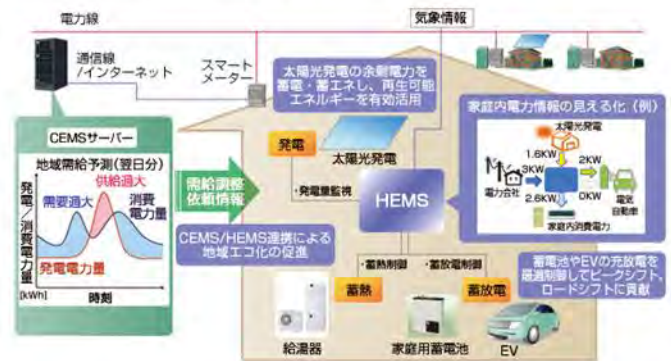 電力線
気象情報
通信線
/インターネット
スマート
メーター
太陽光発電の余剰電力を
蓄電・蓄エネし、再生可能
エネルギーを有効活用
家庭内電力情報の見える化（例）
太陽光発電
1.6KW
2KW
3KW
電力会社
0KW
2.6KW
電気
自動車
家庭内消費電力
CEMSサーバー
地域需給予測(翌日分)
供給過大
需要過大
消費
電力量
発電電力量
発電／消費電力量
[kWh]
時刻
需給調整
依頼情報
発電
太陽光発電
・発電量監視
HEMS
CEMS/HEMS連携による
地域エコ化の促進
・蓄熱制御
・蓄放電制御
蓄熱
蓄放電
蓄電池やEVの充放電を
最適制御してピークシフト、
ロードシフトに貢献
給湯器
家庭用蓄電池
EV